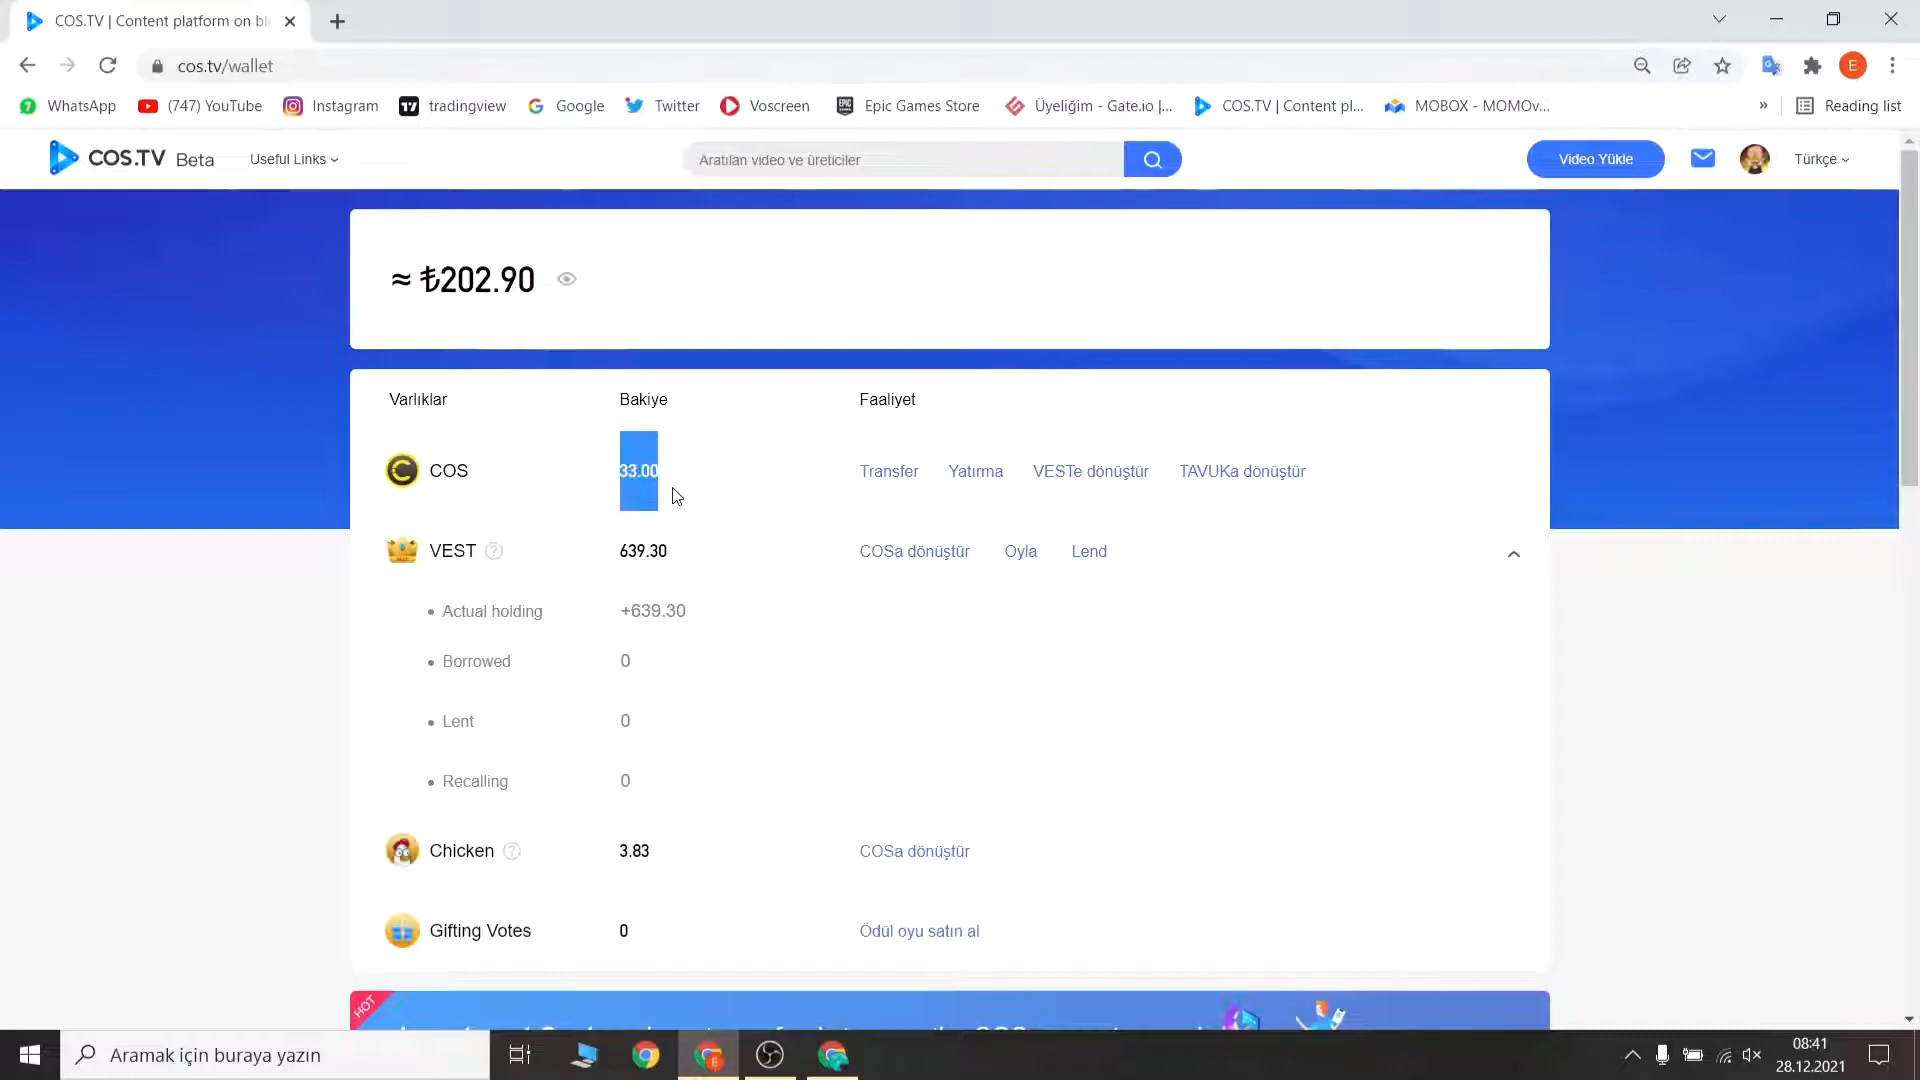 COS.TV | Content platform on bl
cos.tv/wallet
E
WhatsApp
(747) YouTube
Instagram
tradingview
Google
Twitter
Voscreen
Epic Games Store
Üyeliğim - Gate.io |...
COS.TV | Content pl...
MOBOX - MOMOv...
»
Reading list
COS.TV Beta
Useful Links
Aratılan video ve üreticiler
Video Yükle
Türkçe
≈ ₺202.90
Varlıklar
Bakiye
Faaliyet
COS
33.00
Transfer
Yatırma
VESTe dönüştür
TAVUKa dönüştür
VEST
639.30
COSa dönüştür
Oyla
Lend
• Actual holding
+639.30
• Borrowed
0
• Lent
0
• Recalling
0
Chicken
3.83
COSa dönüştür
Gifting Votes
0
Ödül oyu satın al
HOT
Aramak için buraya yazın
08:41
28.12.2021